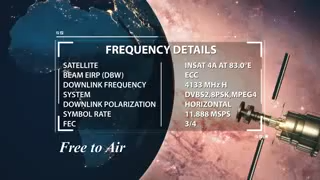 FREQUENCY DETAILS
SATELLITE INSAT 4A AT 83.0°E
BEAM EIRP (DBW) ECC
DOWNLINK FREQUENCY 4133 MHz H
SYSTEM DVBS2.8PSK,MPEG4
DOWNLINK POLARIZATION HORIZONTAL
SYMBOL RATE 11.888 MSPS
FEC 3/4
Free to Air